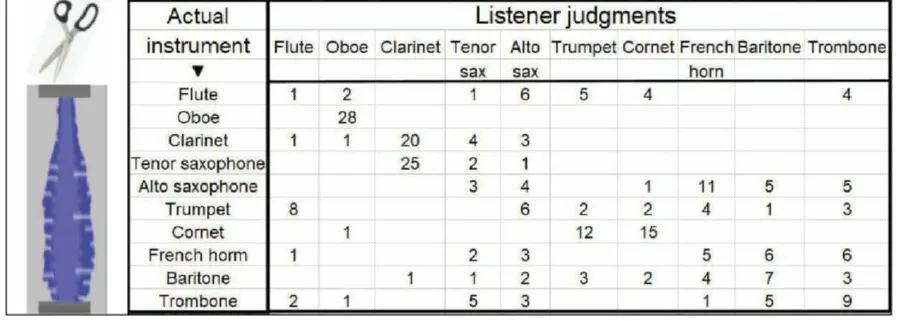 Actual Listener judgments
instrument Flute Oboe Clarinet Tenor Alto Trumpet Cornet French Baritone Trombone
▼ sax sax horn
Flute 1 2 1 6 5 4 4
Oboe 28
Clarinet 1 1 20 4 3
Tenor saxophone 25 2 1
Alto saxophone 3 4 1 11 5 5
Trumpet 8 6 2 2 4 1 3
Cornet 1 12 15
French horm 1 2 3 5 6 6
Baritone 1 1 2 3 2 4 7 3
Trombone 2 1 5 3 1 5 9